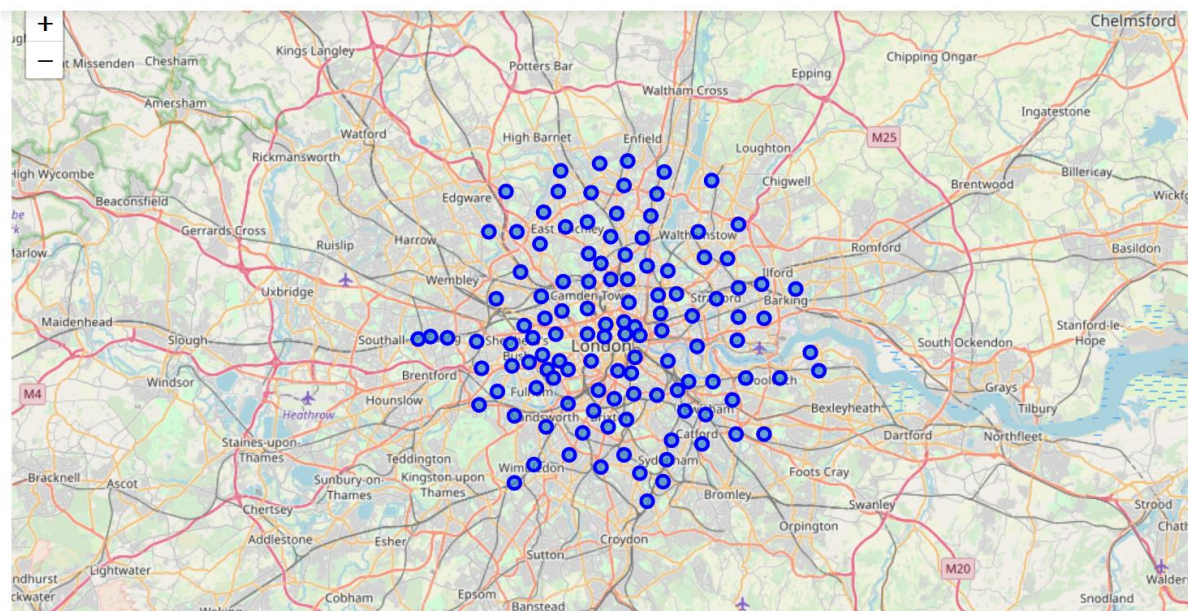 +
−
Chelmsford
Kings Langley
Chipping Ongar
Missenden
Chesham
Potters Bar
Epping
Waltham Cross
Amersham
Ingatestone
Watford
High Barnet
Enfield
M25
Loughton
Rickmansworth
High Wycombe
Billericay
Chigwell
Brentwood
Beaconsfield
Edgware
Gerrards Cross
Ruislip
Harrow
Romford
Basildon
Wembley
Ilford
Uxbridge
Camden Town
Barking
Maidenhead
Slough
Southall
London
Stanford-le-
Hope
South Ockendon
Windsor
Brentford
M4
Hounslow
Heathrow
Grays
Bexleyheath
Tilbury
Staines-upon-
Thames
Dartford
Northfleet
Catford
Teddington
Kingston upon
Thames
Sunbury-on-
Thames
Foots Cray
Bracknell
Ascot
Bromley
Swanley
Strood
Chertsey
Orpington
Addlestone
Esher
Croydon
Sutton
Lightwater
M20
Cobham
Epsom
Banstead
Snodland